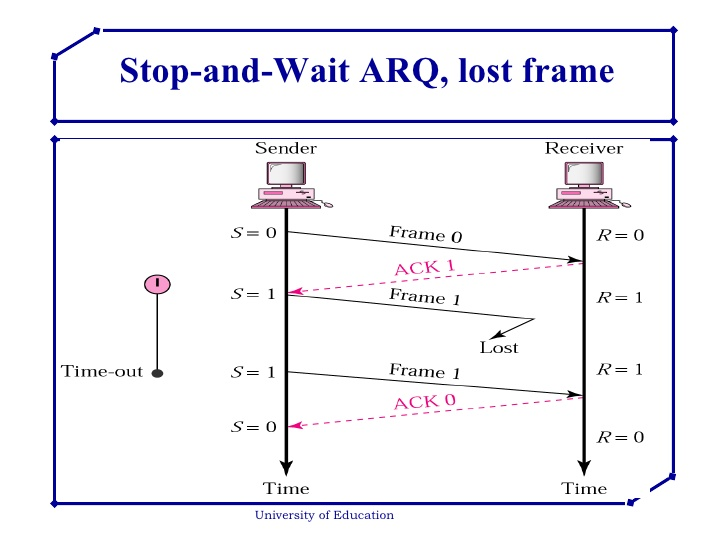 Stop-and-Wait ARQ, lost frame
Sender
Receiver
S = 0
Frame 0
R = 0
ACK 1
S = 1
Frame 1
R = 1
Lost
Time-out
S = 1
Frame 1
R = 1
ACK 0
S = 0
R = 0
Time
Time
University of Education